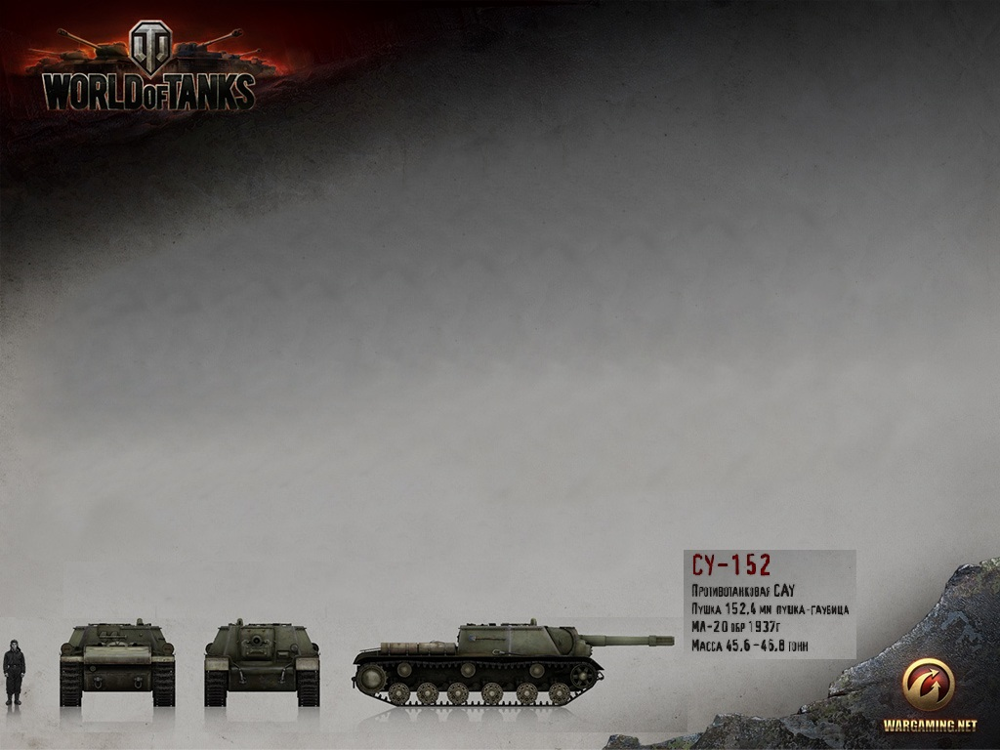 WORLD OF TANKS
СУ-152
Противотанковая САУ
Пушка 152,4 мм пушка-гаубица
МЛ-20 обр 1937г
Масса 45,6-45,8 тонн
WARGAMING.NET